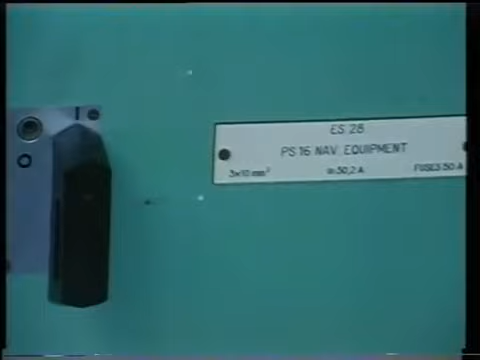 I
O
ES 28
PS 16 NAV EQUIPMENT
3x10 mm² In 50,2 A FUSES 50 A